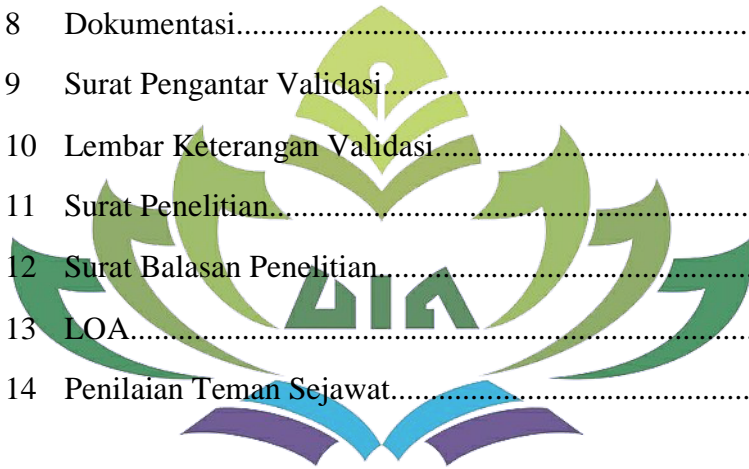 8 Dokumentasi..........................................................................
9 Surat Pengantar Validasi......................................................
10 Lembar Keterangan Validasi...............................................
11 Surat Penelitian.....................................................................
12 Surat Balasan Penelitian.......................................................
13 LOA........................................................................................
14 Penilaian Teman Sejawat.....................................................
UIN